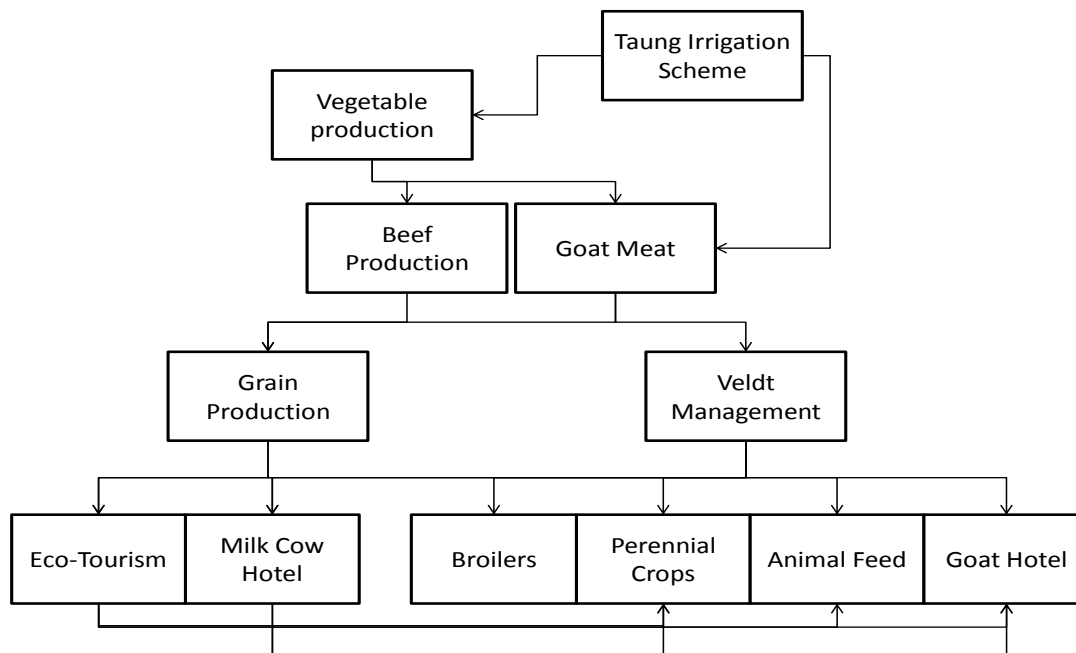 Taung Irrigation
Scheme
Vegetable
production
Beef
Production
Goat Meat
Grain
Production
Veldt
Management
Eco-Tourism
Milk Cow
Hotel
Broilers
Perennial
Crops
Animal Feed
Goat Hotel